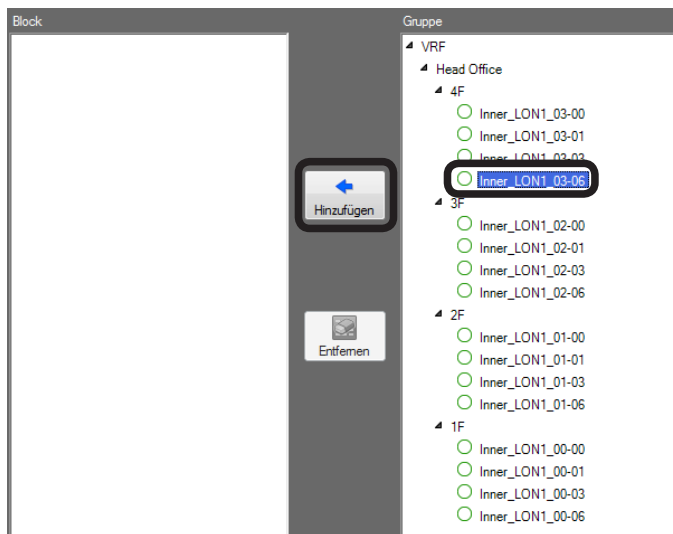 Block
Gruppe
VRF
Head Office
4F
Inner_LON1_03-00
Inner_LON1_03-01
Inner_LON1_03-03
Inner_LON1_03-06
3F
Inner_LON1_02-00
Inner_LON1_02-01
Inner_LON1_02-03
Inner_LON1_02-06
2F
Inner_LON1_01-00
Inner_LON1_01-01
Inner_LON1_01-03
Inner_LON1_01-06
1F
Inner_LON1_00-00
Inner_LON1_00-01
Inner_LON1_00-03
Inner_LON1_00-06
Hinzufügen
Entfernen